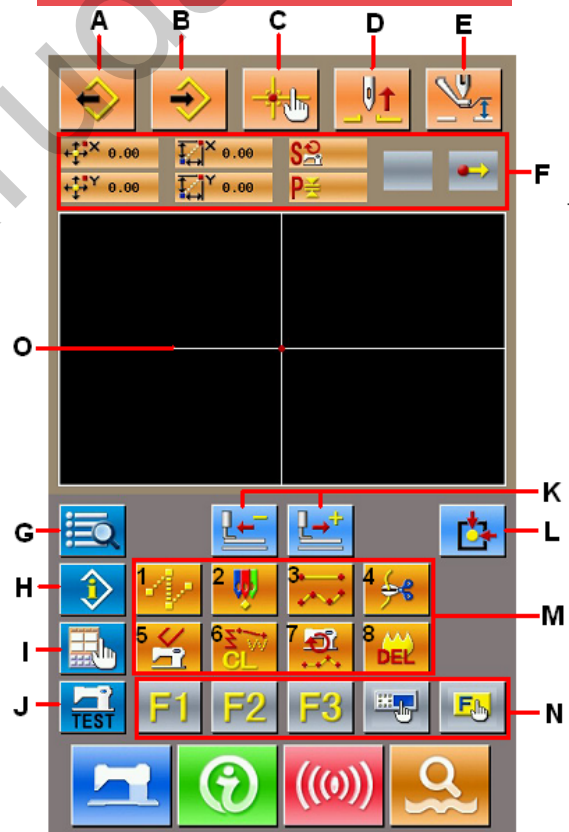 A B C D E
X 0.00 X 0.00 S
Y 0.00 Y 0.00 P
F
O
K
G L
H 1 2 3 4
M
I 5 6 CL 7 8 DEL
J TEST F1 F2 F3 F N